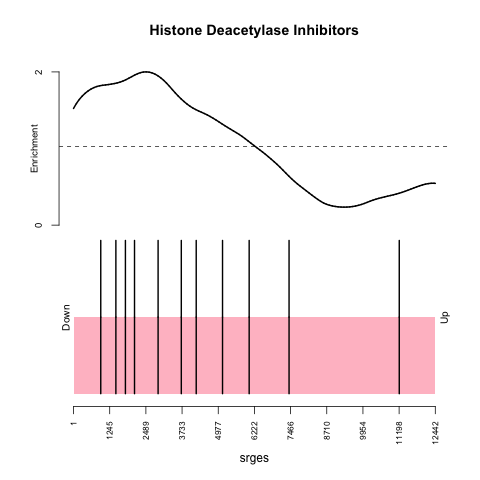 Histone Deacetylase Inhibitors
2
Enrichment
0
Down
Up
1
1245
2489
3733
4977
6222
7466
8710
9954
11198
12442
srges